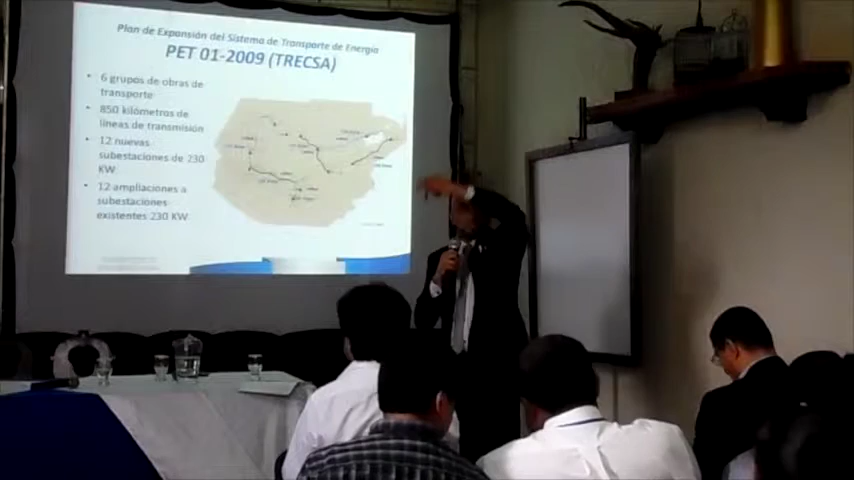 Plan de Expansión del Sistema de Transporte de Energía
PET 01-2009 (TRECSA)
• 6 grupos de obras de
transporte
• 850 kilómetros de
líneas de transmisión
• 12 nuevas
subestaciones de 230
KW
• 12 ampliaciones a
subestaciones
existentes 230 KW